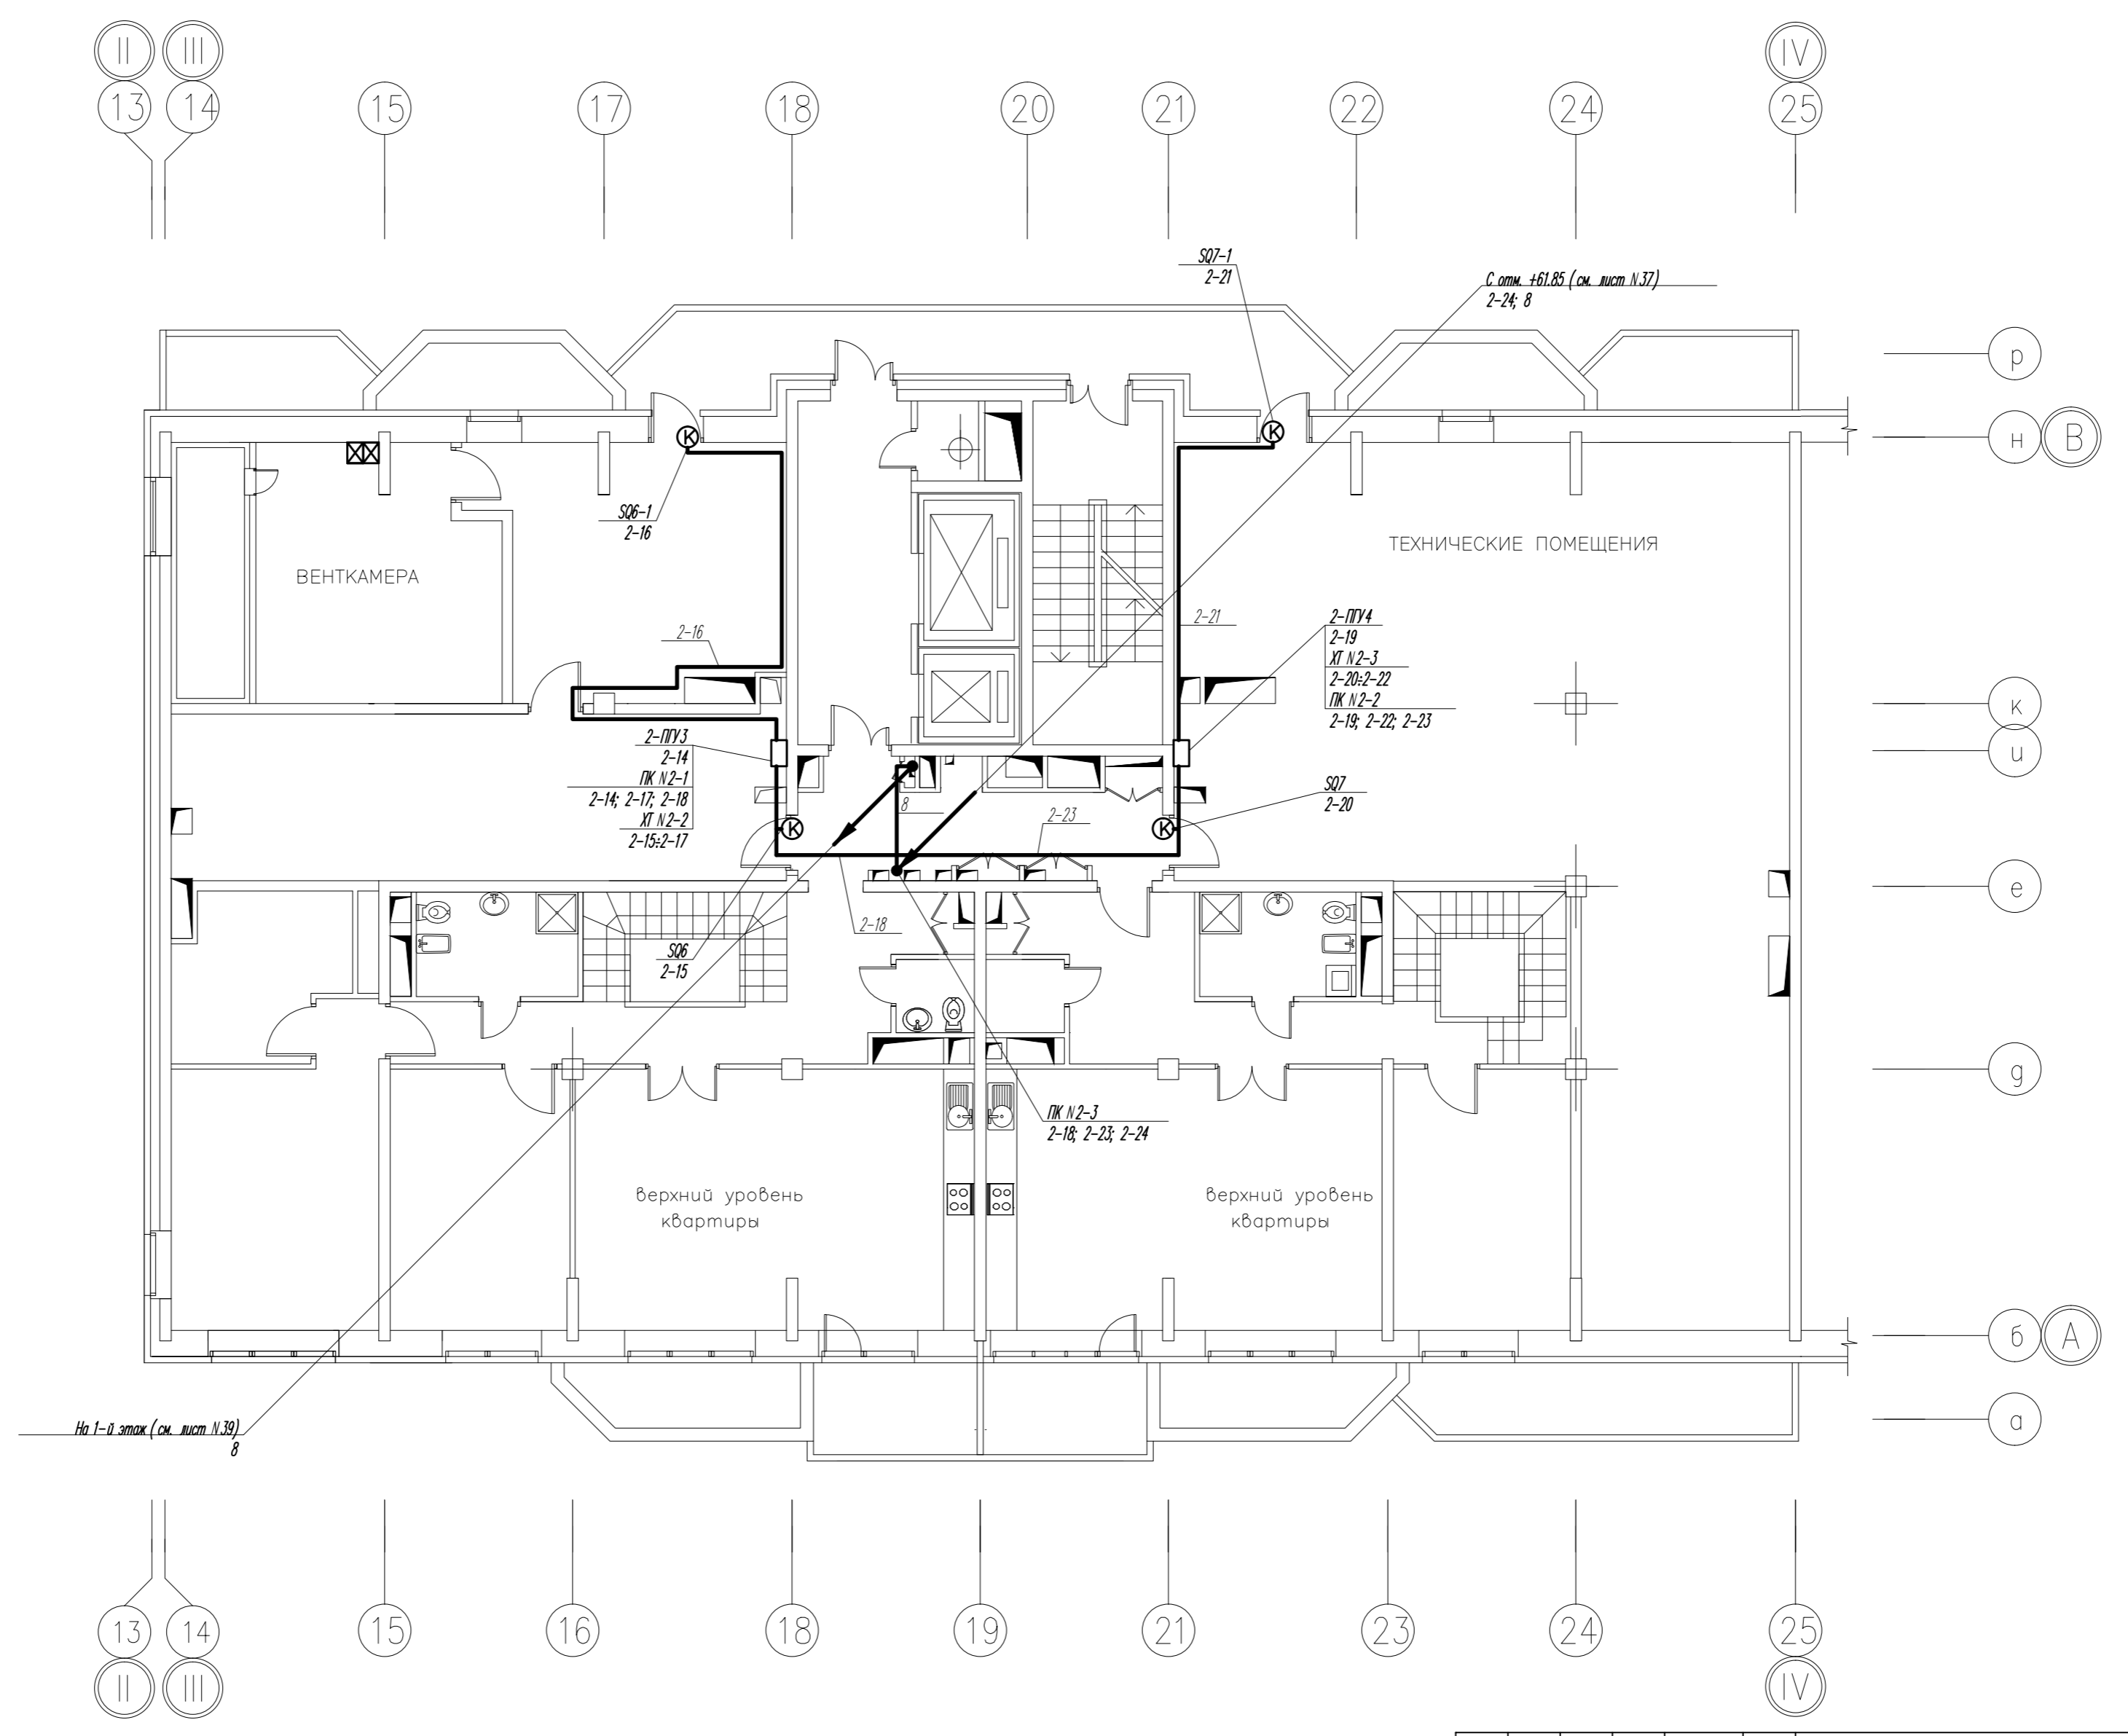 II III IV
13 14 15 17 18 20 21 22 24 25
SQ7-1
2-21
С отм. +61.85 (см. лист N37)
2-24; 8
р
н В
SQ6-1
2-16
ТЕХНИЧЕСКИЕ ПОМЕЩЕНИЯ
ВЕНТКАМЕРА
2-16
2-21
2-ПГУ4
2-19
ХТ N2-3
2-20÷2-22
ПК N2-2
2-19; 2-22; 2-23
к
и
2-ПГУ3
2-14
ПК N2-1
2-14; 2-17; 2-18
ХТ N2-2
2-15÷2-17
К
К
К
К
SQ7
2-20
8
2-23
е
2-18
SQ6
2-15
д
ПК N2-3
2-18; 2-23; 2-24
верхний уровень
квартиры
верхний уровень
квартиры
б А
На 1-й этаж (см. лист N39)
8
а
13 14 15 16 18 19 21 23 24 25
II III IV